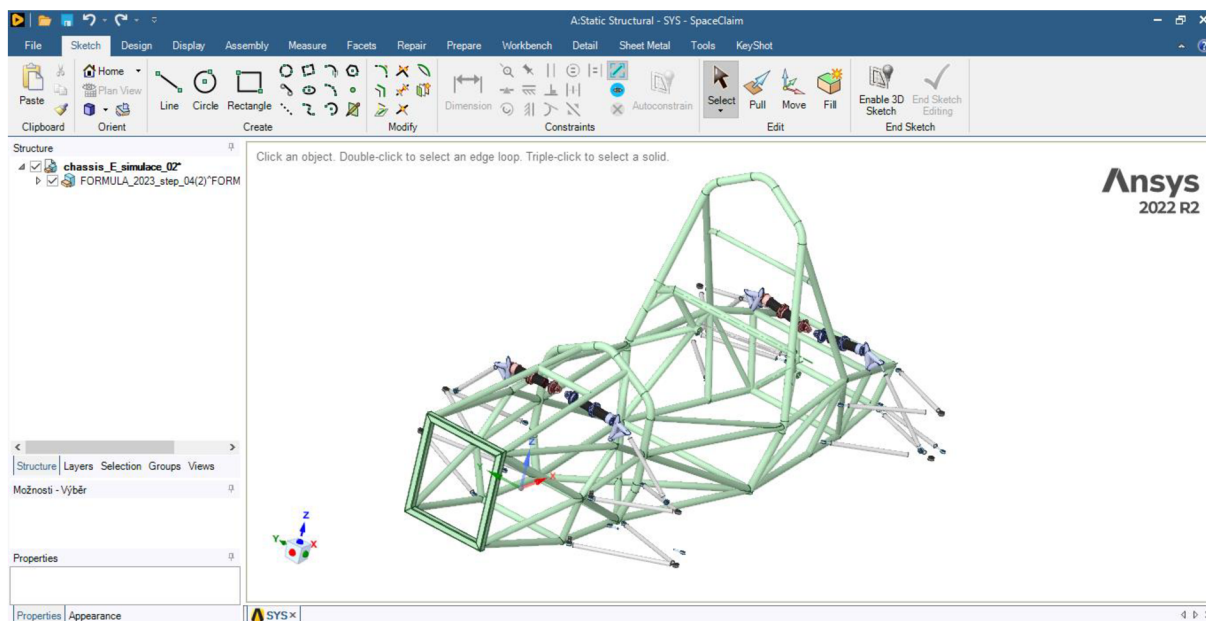 A:Static Structural - SYS - SpaceClaim
File Sketch Design Display Assembly Measure Facets Repair Prepare Workbench Detail Sheet Metal Tools KeyShot
Paste
Home
Plan View
Line Circle Rectangle
Dimension
Autoconstrain
Select Pull Move Fill
Enable 3D Sketch
End Sketch Editing
Clipboard Orient Create Modify Constraints Edit End Sketch
Structure
chassis_E_simulace_02*
FORMULA_2023_step_04(2)^FORM
Structure Layers Selection Groups Views
Možnosti - Výběr
Properties
Properties Appearance
Click an object. Double-click to select an edge loop. Triple-click to select a solid.
Ansys
2022 R2
Z
Y
X
Z
Y
X
SYS